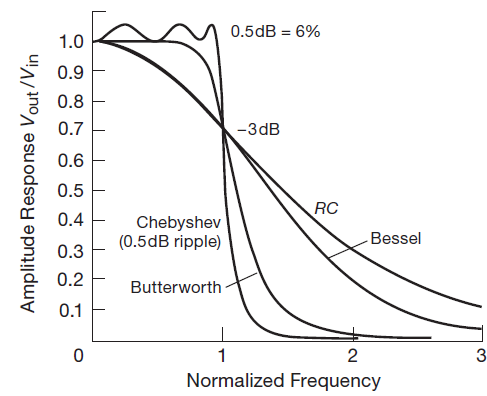 0.5dB = 6%
1.0
0.9
0.8
0.7
0.6
0.5
0.4
0.3
0.2
0.1
0
-3dB
RC
Bessel
Chebyshev
(0.5dB ripple)
Butterworth
1
2
3
Normalized Frequency
Amplitude Response Vout/Vin